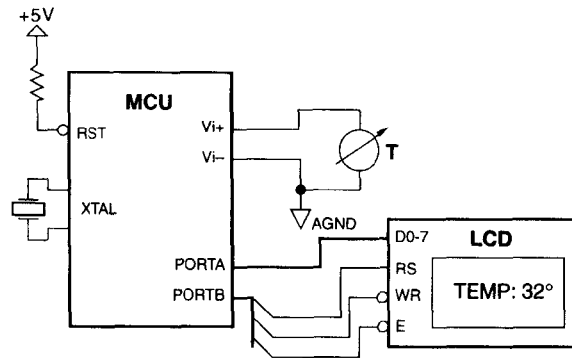 +5V
MCU
RST
XTAL
Vi+
Vi−
T
AGND
PORTA
PORTB
LCD
D0-7
RS
WR
E
TEMP: 32°